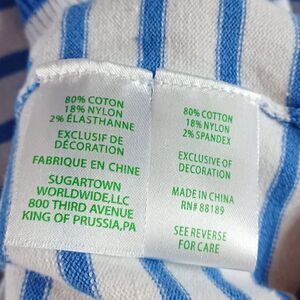 80% COTON
18% NYLON
2% ÉLASTHANNE
EXCLUSIF DE
DÉCORATION
FABRIQUE EN CHINE
SUGARTOWN
WORLDWIDE,LLC
800 THIRD AVENUE
KING OF PRUSSIA,PA
80% COTTON
18% NYLON
2% SPANDEX
EXCLUSIVE OF
DECORATION
MADE IN CHINA
RN# 88189
SEE REVERSE
FOR CARE